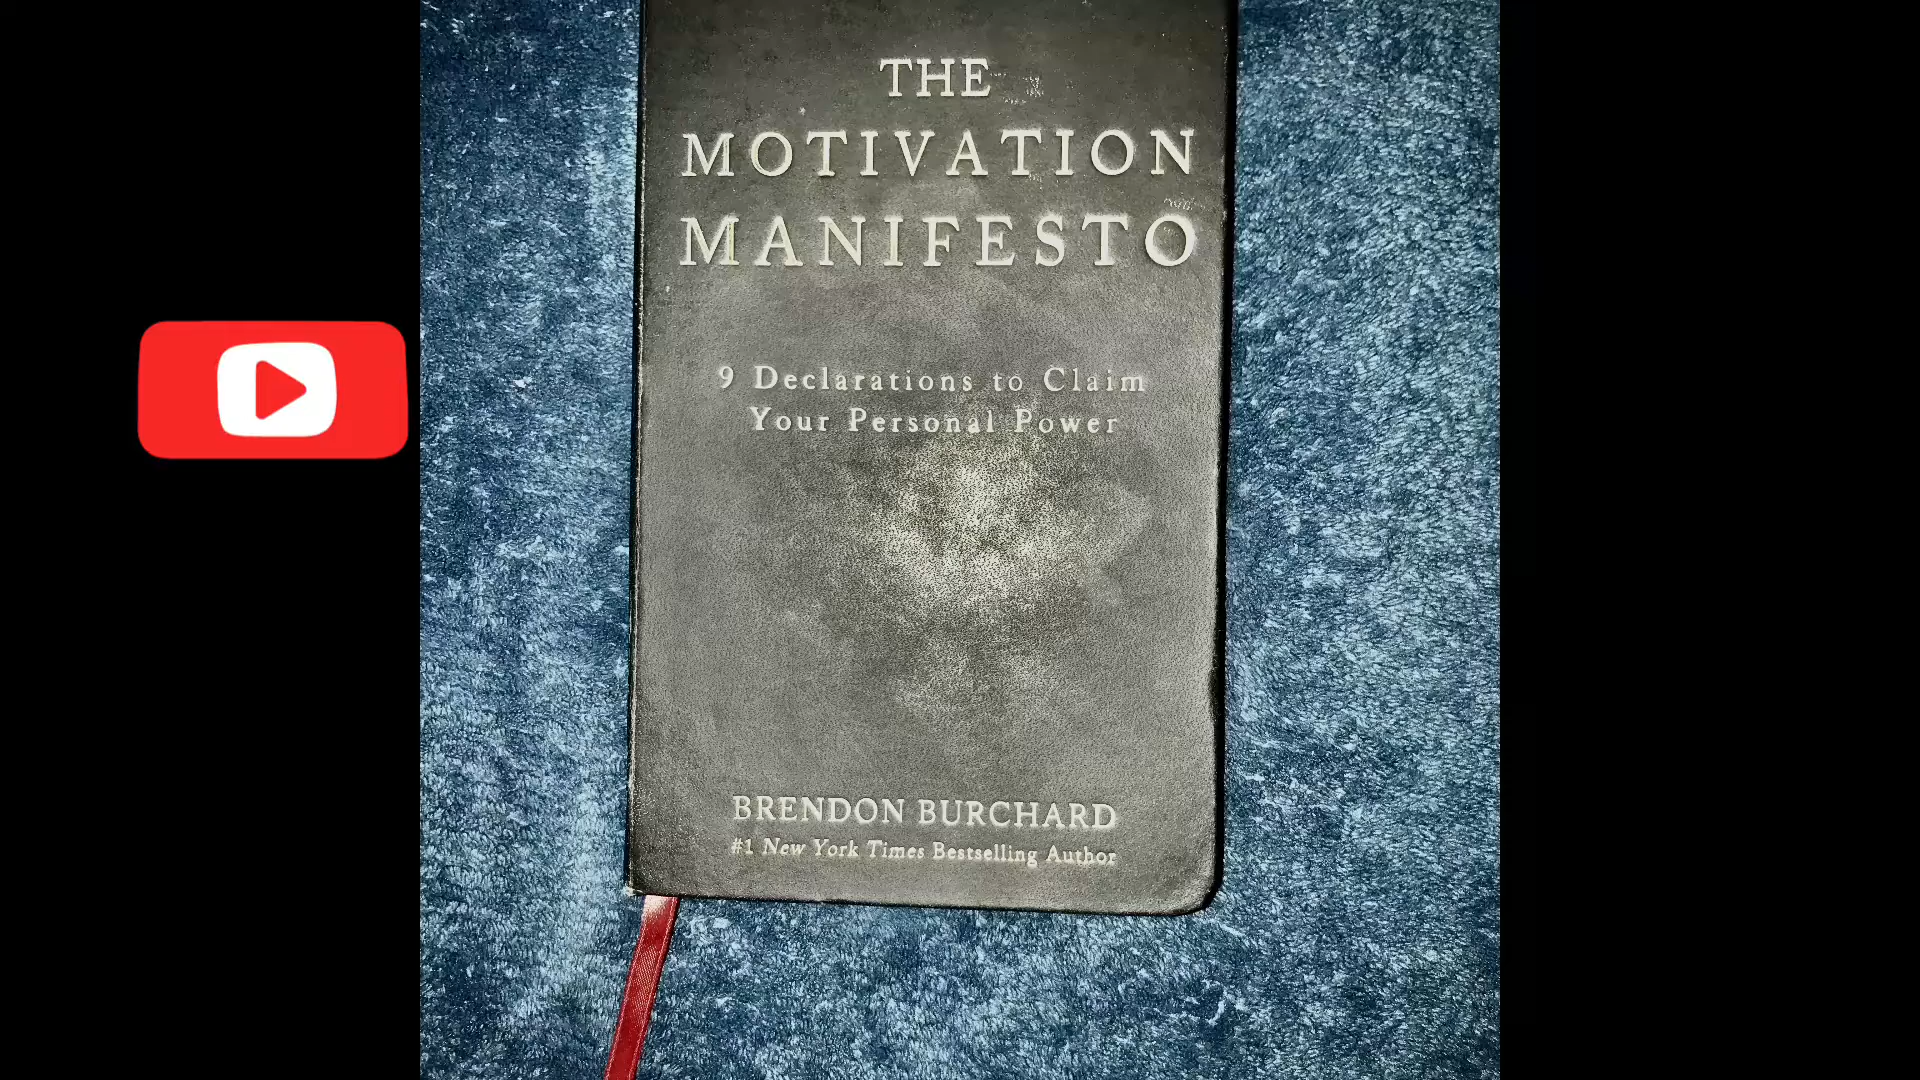 THE
MOTIVATION
MANIFESTO
9 Declarations to Claim
Your Personal Power
BRENDON BURCHARD
#1 New York Times Bestselling Author